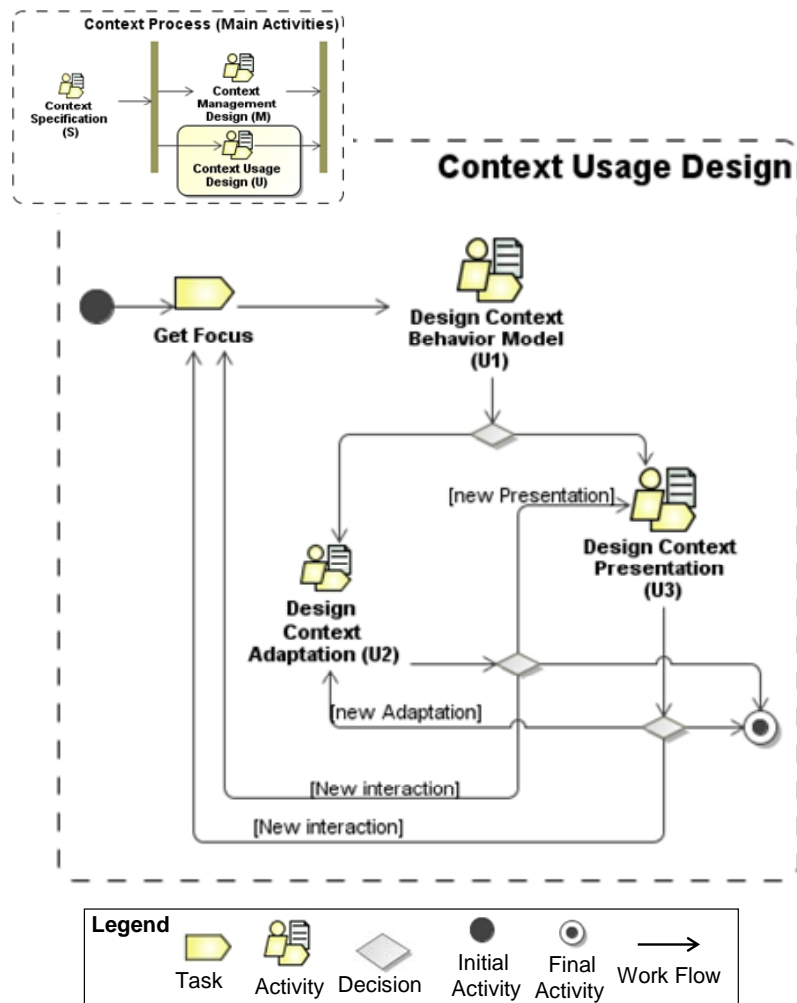 Context Process (Main Activities)
Context
Specification
(S)
Context
Management
Design (M)
Context Usage
Design (U)
Context Usage Design
Get Focus
Design Context
Behavior Model
(U1)
[new Presentation]
Design Context
Presentation
(U3)
Design
Context
Adaptation (U2)
[new Adaptation]
[New interaction]
[New interaction]
Legend
Task
Activity
Decision
Initial
Activity
Final
Activity
Work Flow